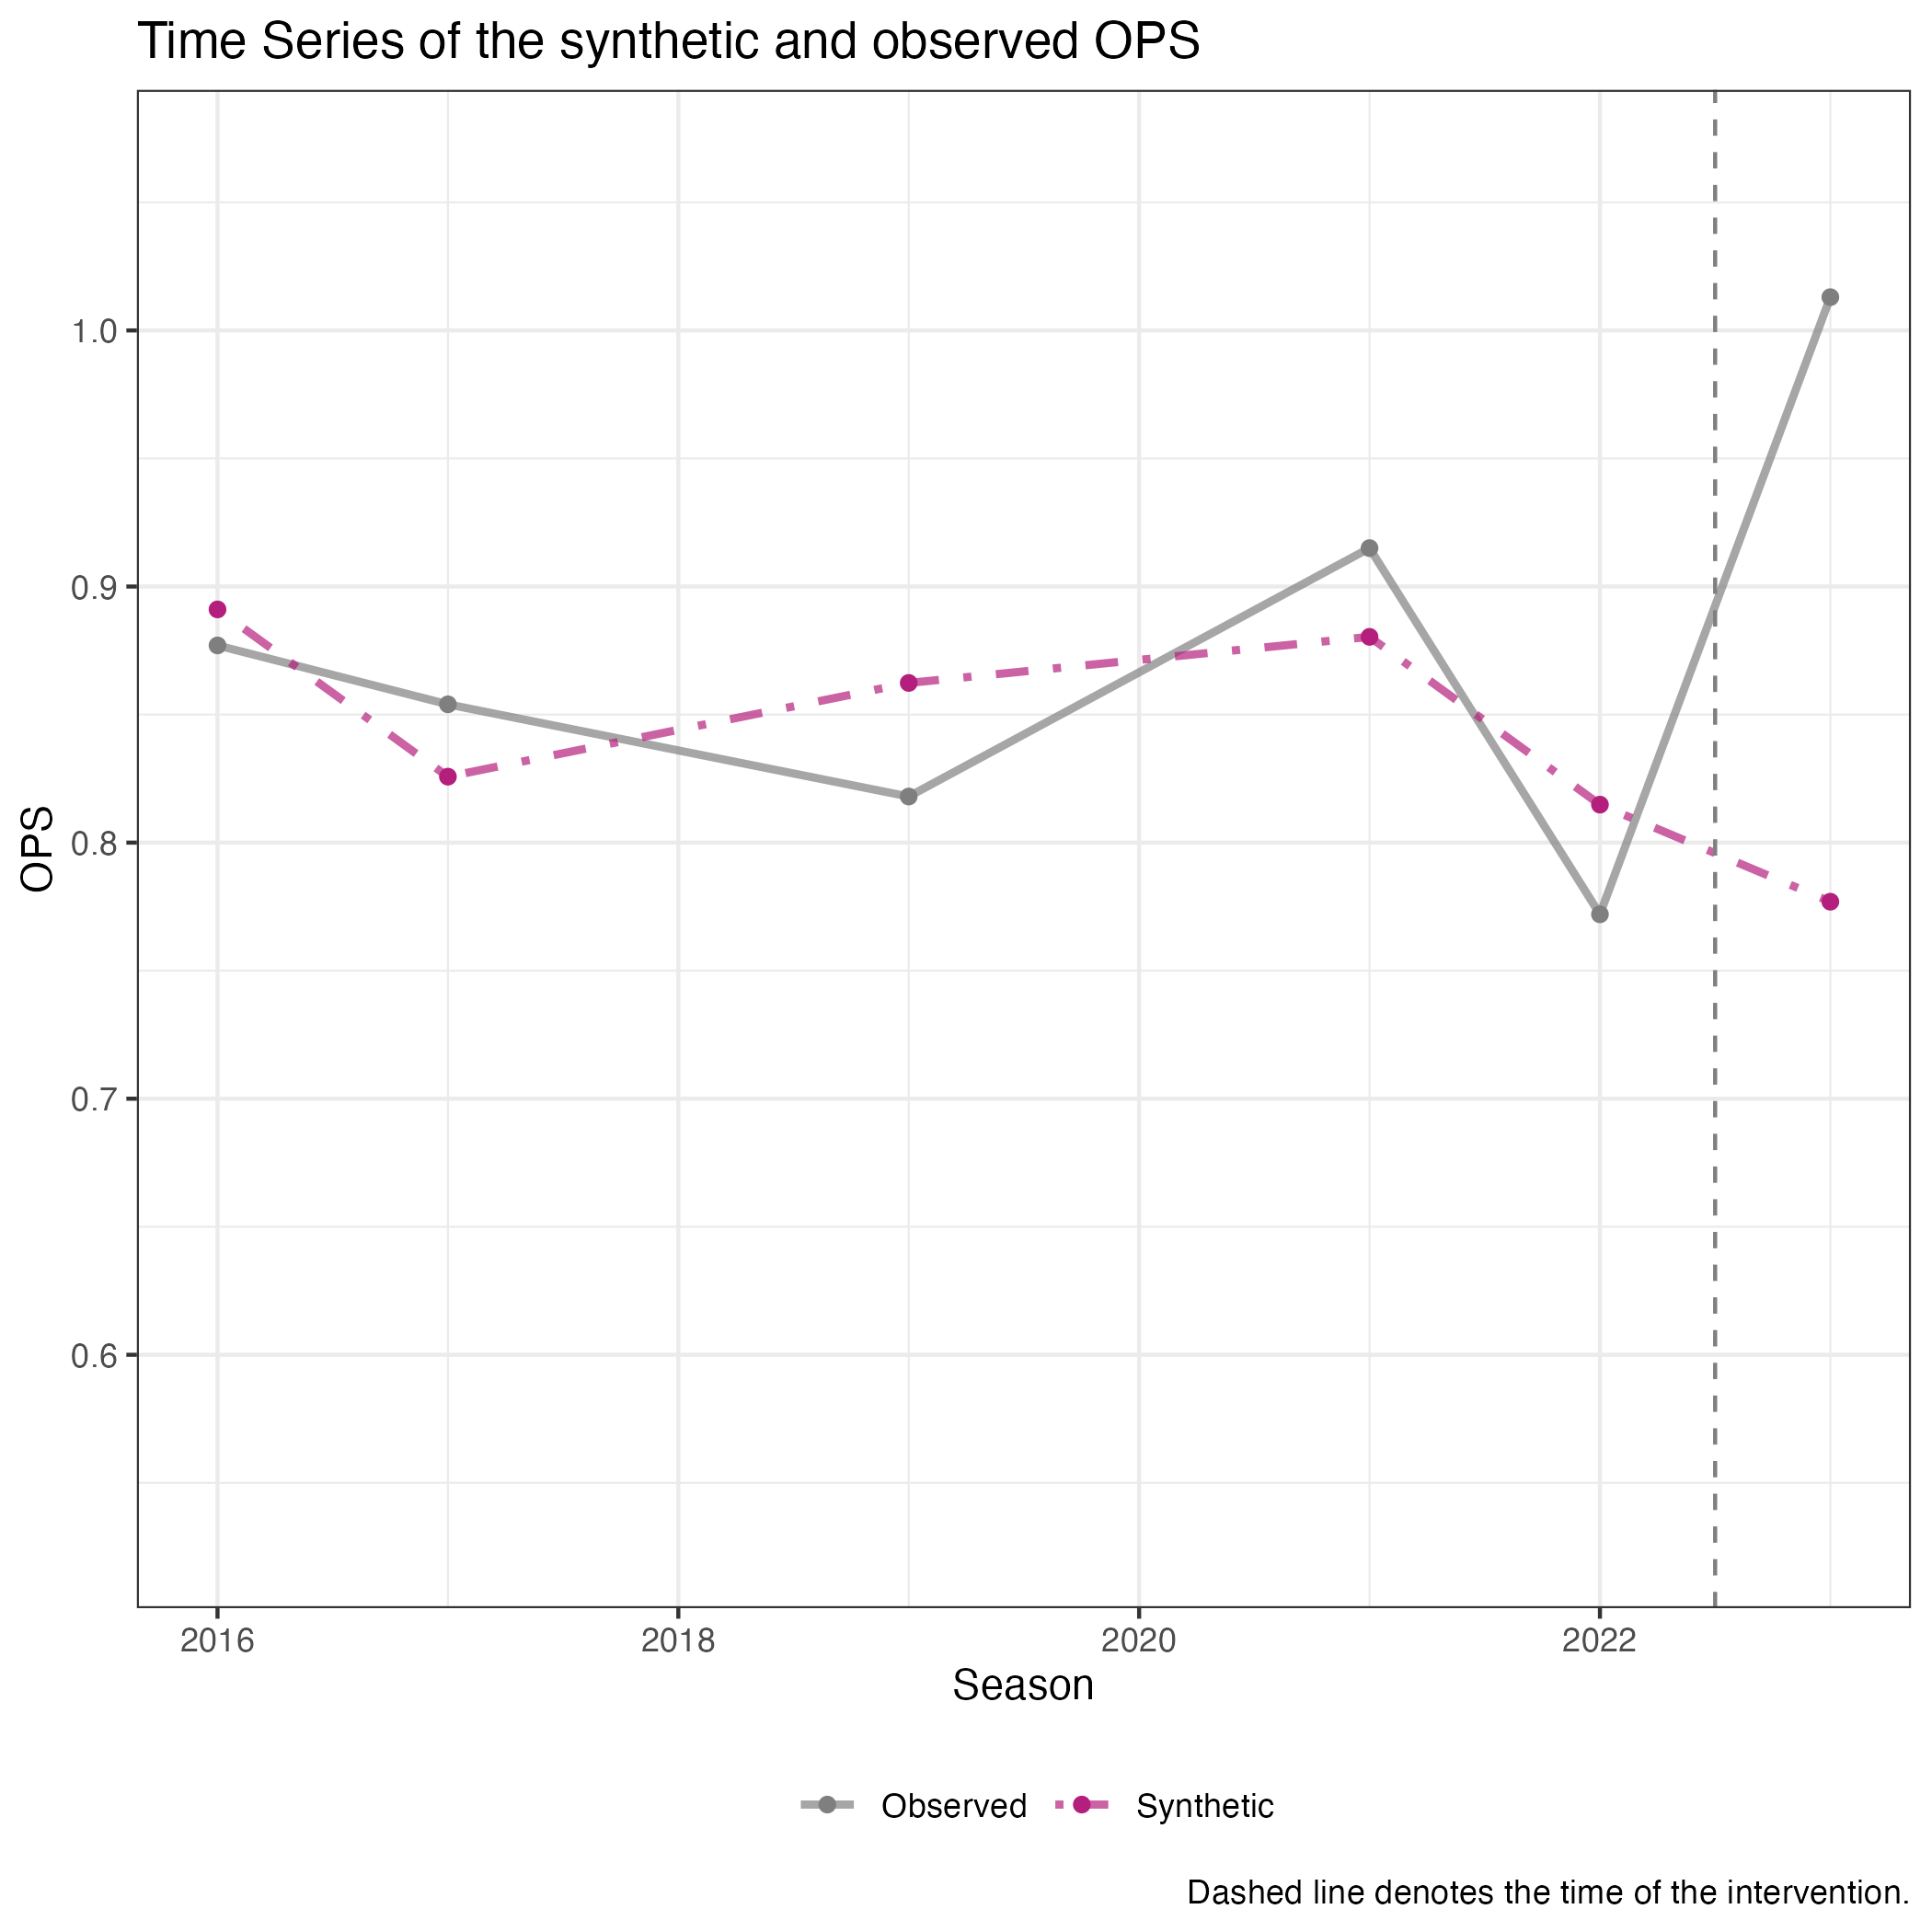 Time Series of the synthetic and observed OPS
OPS
1.0
0.9
0.8
0.7
0.6
2016 2018 2020 2022
Season
Observed Synthetic
Dashed line denotes the time of the intervention.